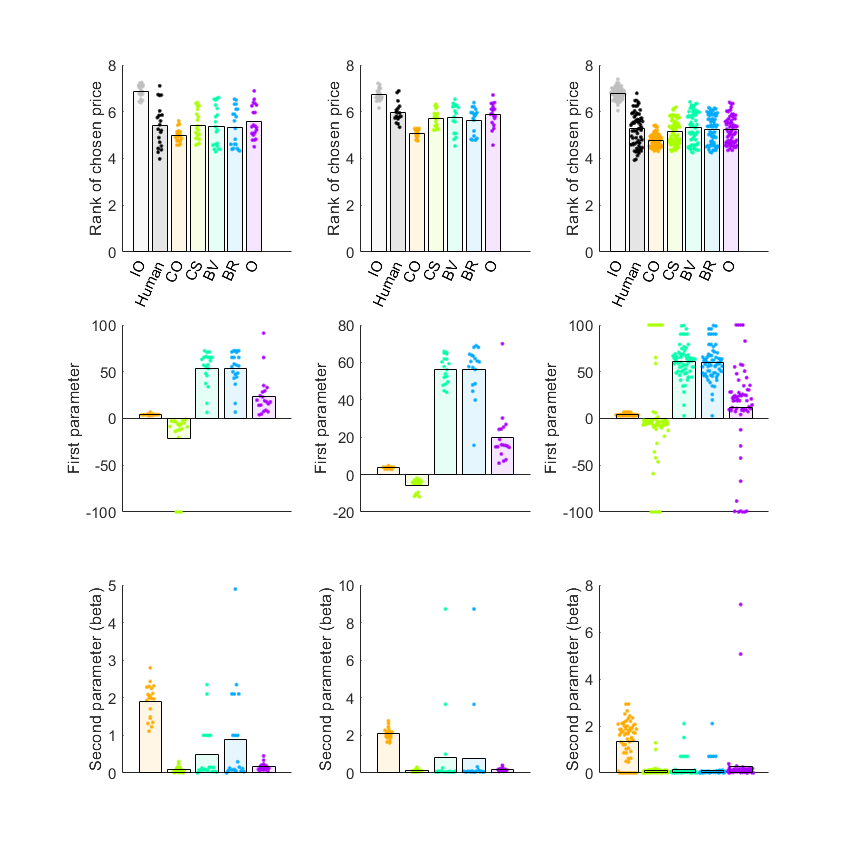 Rank of chosen price
8
6
4
2
0
IO
Human
CO
CS
BV
BR
O
Rank of chosen price
8
6
4
2
0
IO
Human
CO
CS
BV
BR
O
Rank of chosen price
8
6
4
2
0
IO
Human
CO
CS
BV
BR
O
First parameter
100
50
0
-50
-100
First parameter
80
60
40
20
0
-20
First parameter
100
50
0
-50
-100
Second parameter (beta)
5
4
3
2
1
0
Second parameter (beta)
10
8
6
4
2
0
Second parameter (beta)
8
6
4
2
0